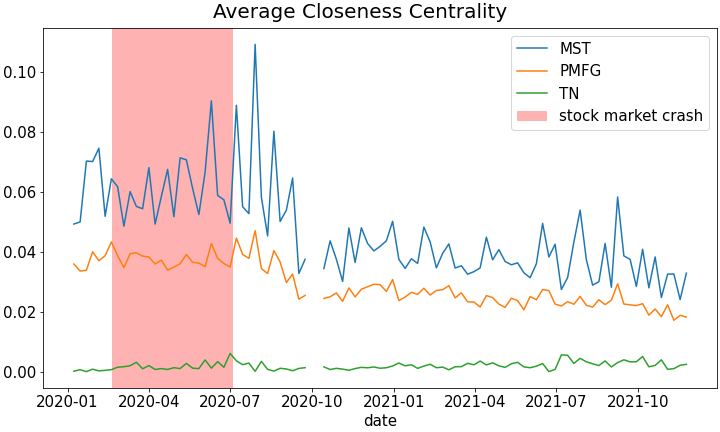 Average Closeness Centrality
MST
PMFG
TN
stock market crash
0.10
0.08
0.06
0.04
0.02
0.00
2020-01 2020-04 2020-07 2020-10 2021-01 2021-04 2021-07 2021-10
date